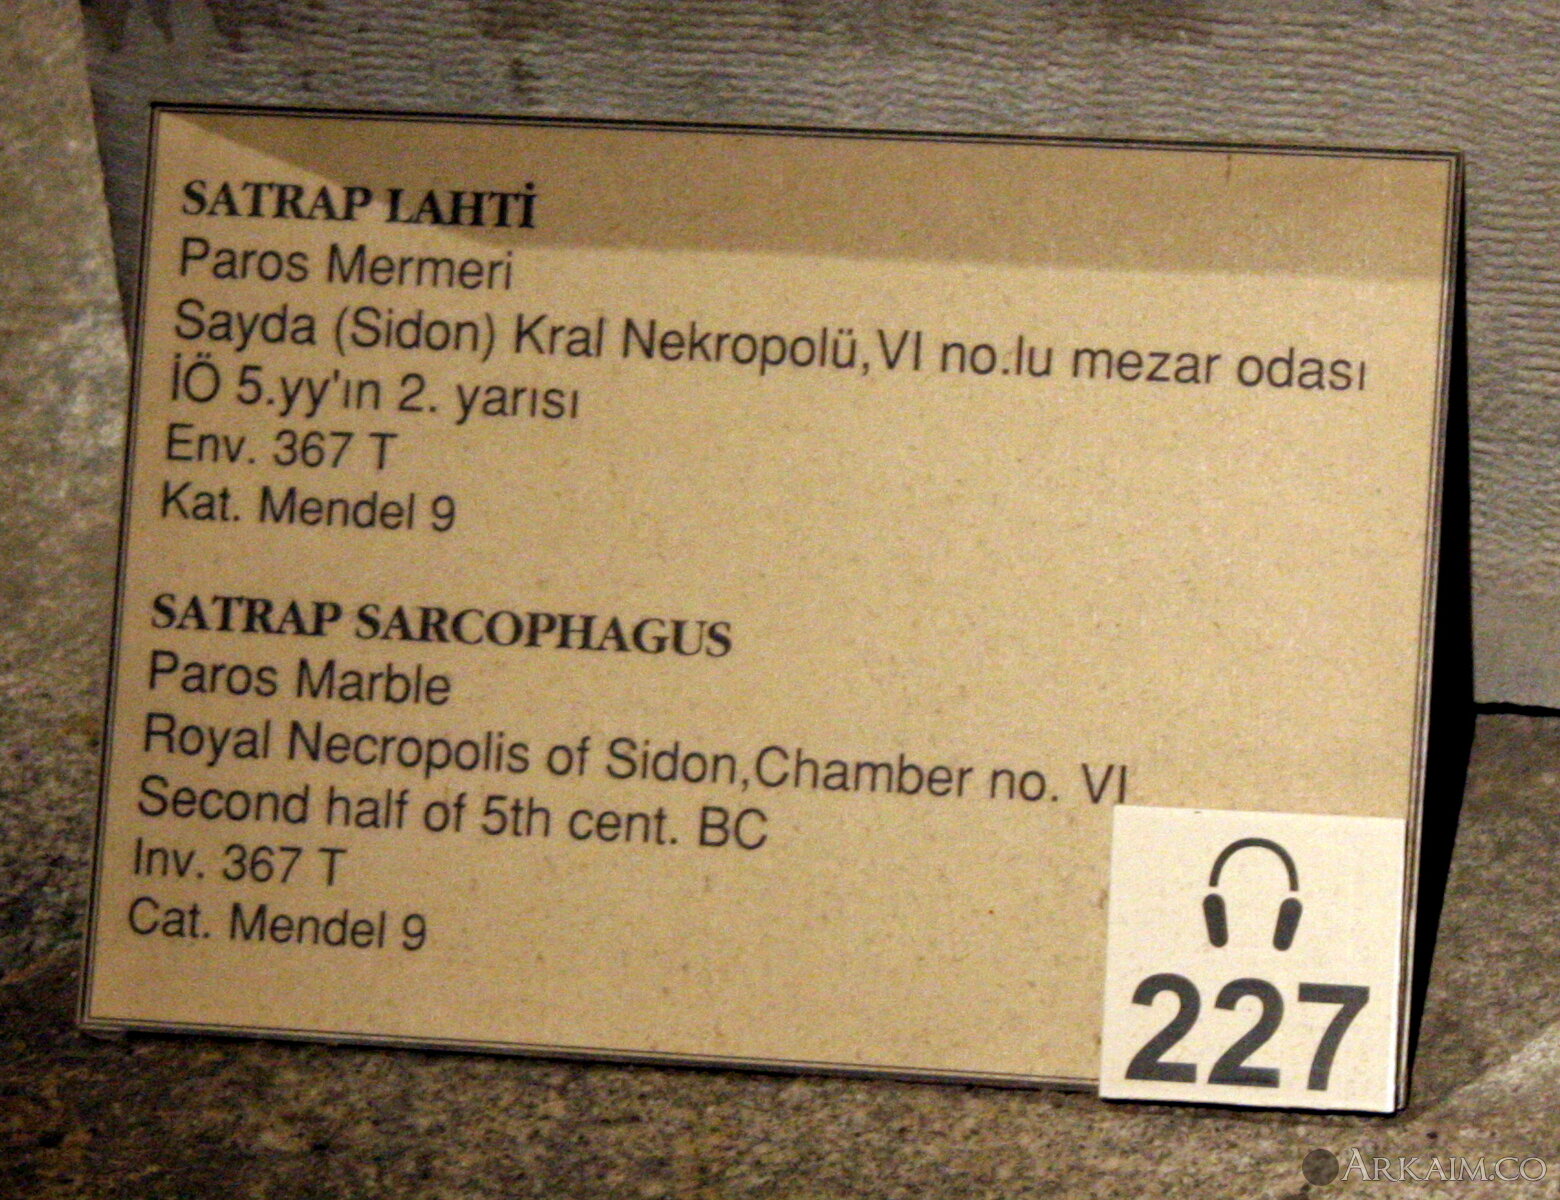 SATRAP LAHTİ
Paros Mermeri
Sayda (Sidon) Kral Nekropolü,VI no.lu mezar odası
İÖ 5.yy'ın 2. yarısı
Env. 367 T
Kat. Mendel 9
SATRAP SARCOPHAGUS
Paros Marble
Royal Necropolis of Sidon,Chamber no. VI
Second half of 5th cent. BC
Inv. 367 T
Cat. Mendel 9
227
ARKAIM.CO